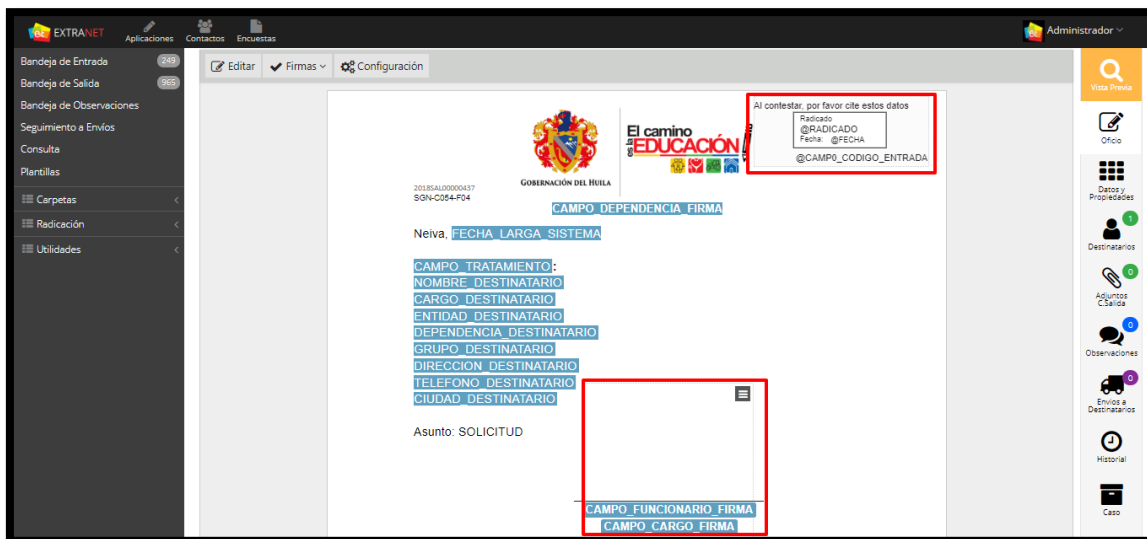 EXTRANET
Aplicaciones
Contactos
Encuestas
Administrador
Bandeja de Entrada 249
Bandeja de Salida 965
Bandeja de Observaciones
Seguimiento a Envíos
Consulta
Plantillas
Carpetas
Radicación
Utilidades
Editar
Firmas
Configuración
El camino
es la EDUCACIÓN
GOBERNACIÓN DEL HUILA
Al contestar, por favor cite estos datos
Radicado
@RADICADO
Fecha: @FECHA
@CAMPO_CODIGO_ENTRADA
2018SAL00000437
SGN-C054-F04
CAMPO_DEPENDENCIA_FIRMA
Neiva, FECHA_LARGA_SISTEMA
CAMPO_TRATAMIENTO:
NOMBRE_DESTINATARIO
CARGO_DESTINATARIO
ENTIDAD_DESTINATARIO
DEPENDENCIA_DESTINATARIO
GRUPO_DESTINATARIO
DIRECCION_DESTINATARIO
TELEFONO_DESTINATARIO
CIUDAD_DESTINATARIO
Asunto: SOLICITUD
CAMPO_FUNCIONARIO_FIRMA
CAMPO_CARGO_FIRMA
Vista Previa
Oficio
Datos y
Propiedades
1
Destinatarios
0
Adjuntos
C.Salida
0
Observaciones
0
Envios a
Destinatarios
Historial
Caso